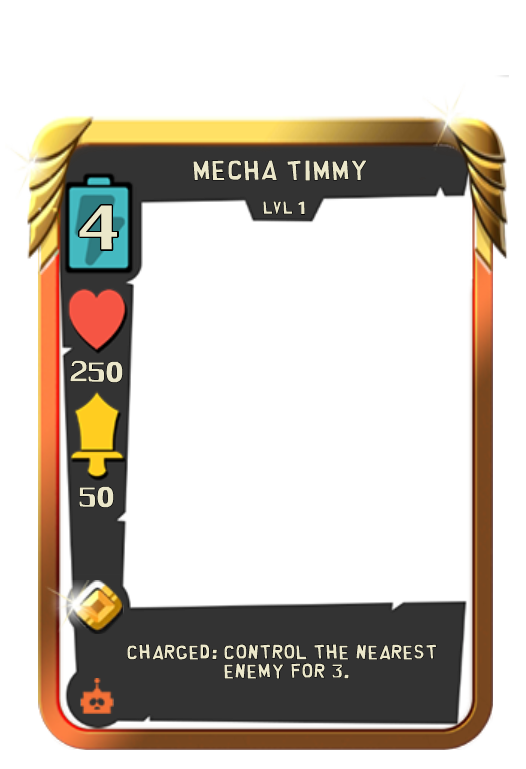 MECHA TIMMY
LVL 1
4
250
50
CHARGED: CONTROL THE NEAREST
ENEMY FOR 3.